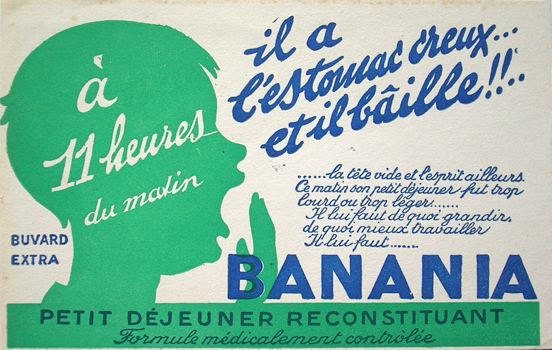 à
11 heures
du matin
il a
l'estomac creux...
et il bâille!!...
......la tête vide et l'esprit ailleurs.
Ce matin son petit déjeuner fut trop
lourd ou trop léger......
Il lui faut de quoi grandir,
de quoi mieux travailler
Il lui faut.......
BUVARD
EXTRA
BANANIA
PETIT DÉJEUNER RECONSTITUANT
Formule médicalement contrôlée